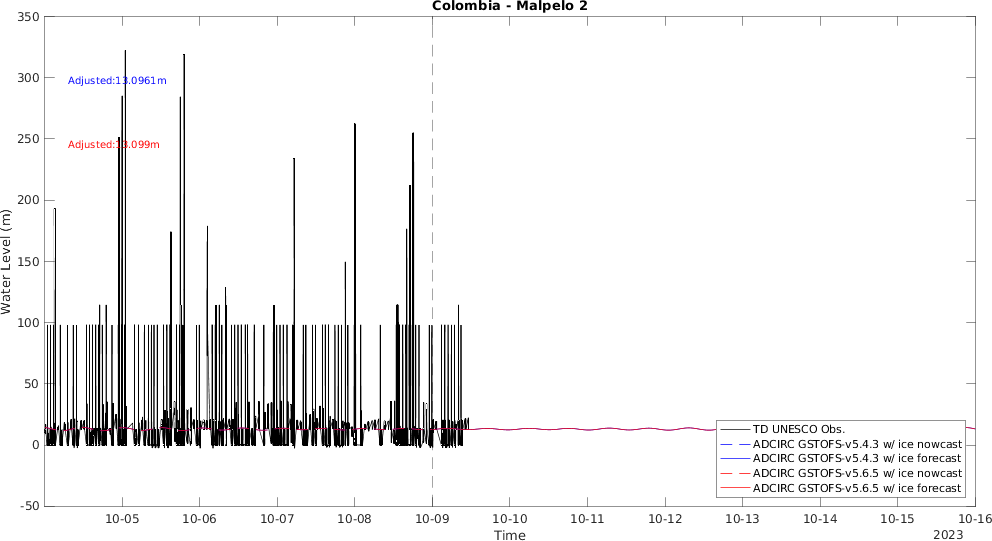 Colombia - Malpelo 2
350
300
250
200
150
100
50
0
-50
Water Level (m)
Adjusted:13.0961m
Adjusted:13.099m
TD UNESCO Obs.
ADCIRC GSTOFS-v5.4.3 w/ ice nowcast
ADCIRC GSTOFS-v5.4.3 w/ ice forecast
ADCIRC GSTOFS-v5.6.5 w/ ice nowcast
ADCIRC GSTOFS-v5.6.5 w/ ice forecast
10-05 10-06 10-07 10-08 10-09 10-10 10-11 10-12 10-13 10-14 10-15 10-16
Time
2023